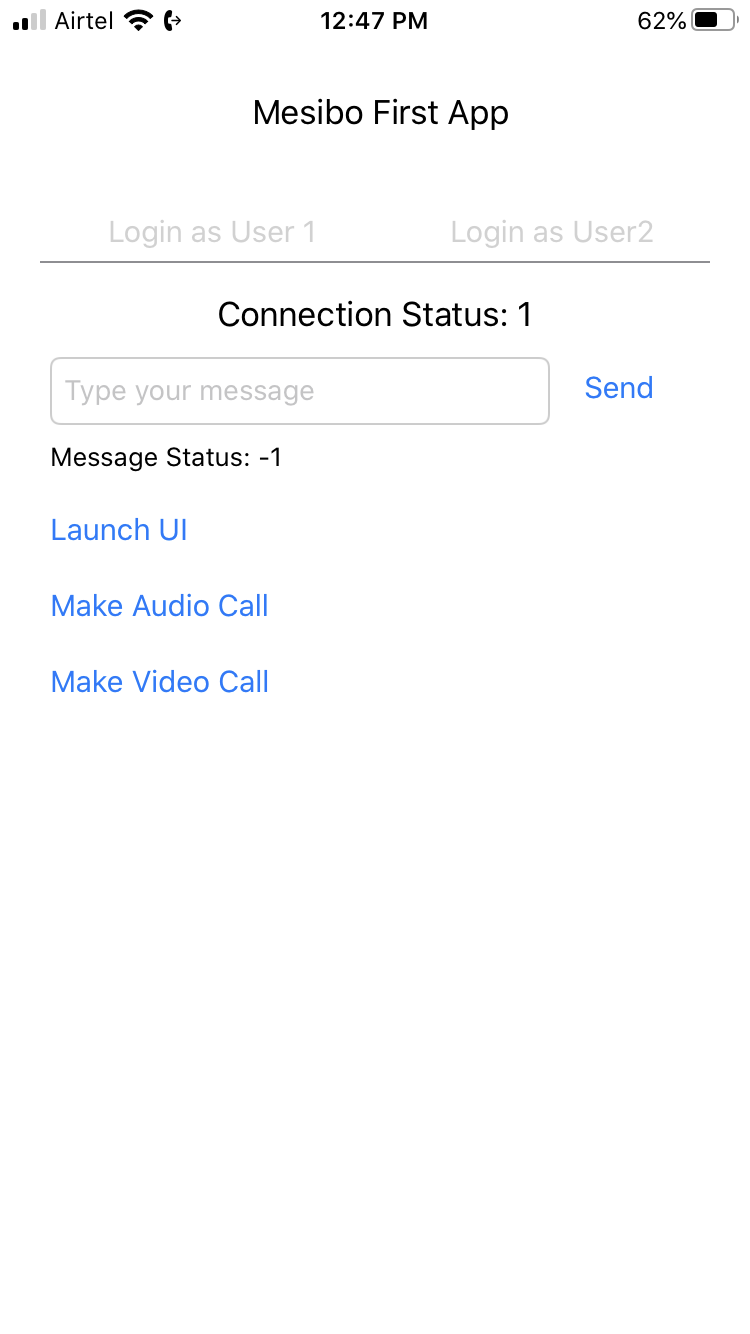 Airtel 12:47 PM 62%
Mesibo First App
Login as User 1 Login as User2
Connection Status: 1
Type your message Send
Message Status: -1
Launch UI
Make Audio Call
Make Video Call